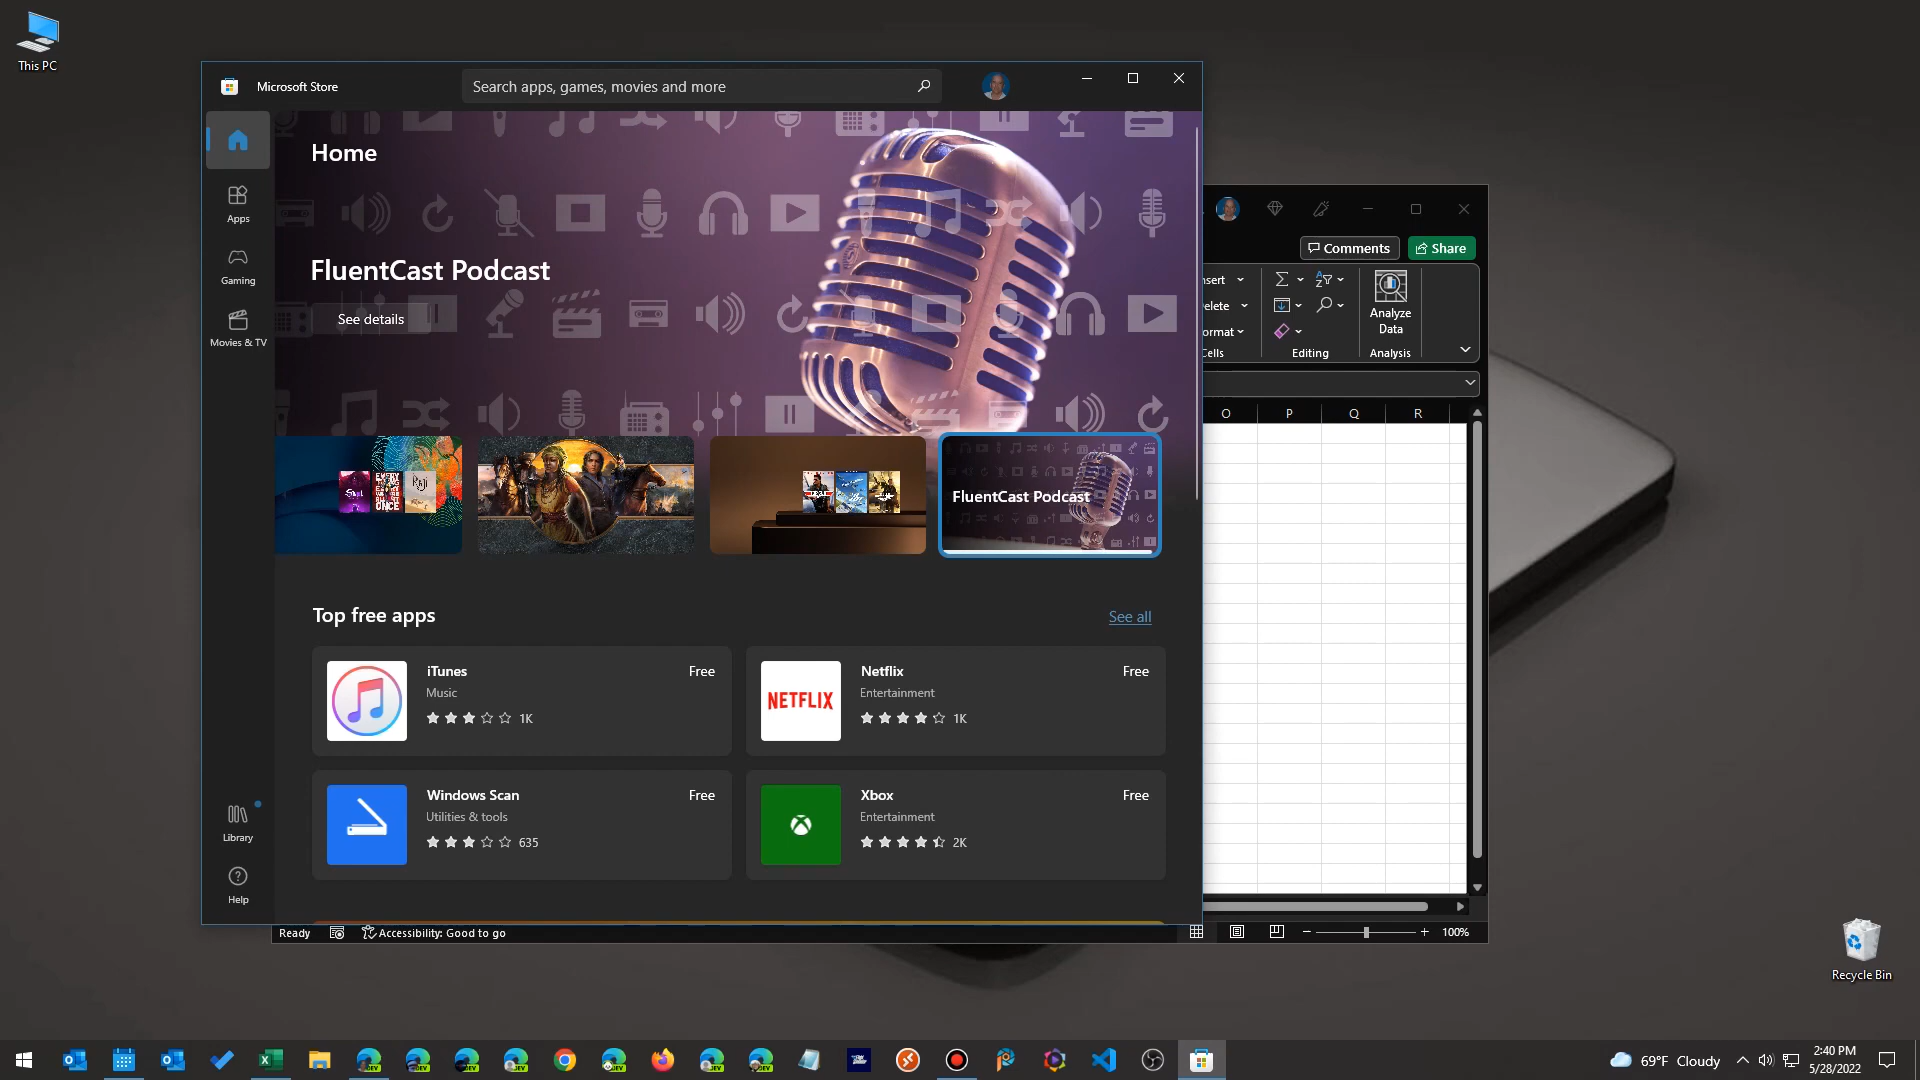 This PC
Microsoft Store
Search apps, games, movies and more
Home
Apps
Gaming
Movies & TV
FluentCast Podcast
See details
FluentCast Podcast
Top free apps
See all
iTunes
Free
Music
1K
NETFLIX
Netflix
Free
Entertainment
1K
Windows Scan
Free
Utilities & tools
635
Xbox
Free
Entertainment
2K
Library
Help
Comments
Share
nsert
elete
ormat
Cells
Editing
Analyze
Data
Analysis
O P Q R
Ready
Accessibility: Good to go
100%
Recycle Bin
69°F Cloudy
2:40 PM
5/28/2022